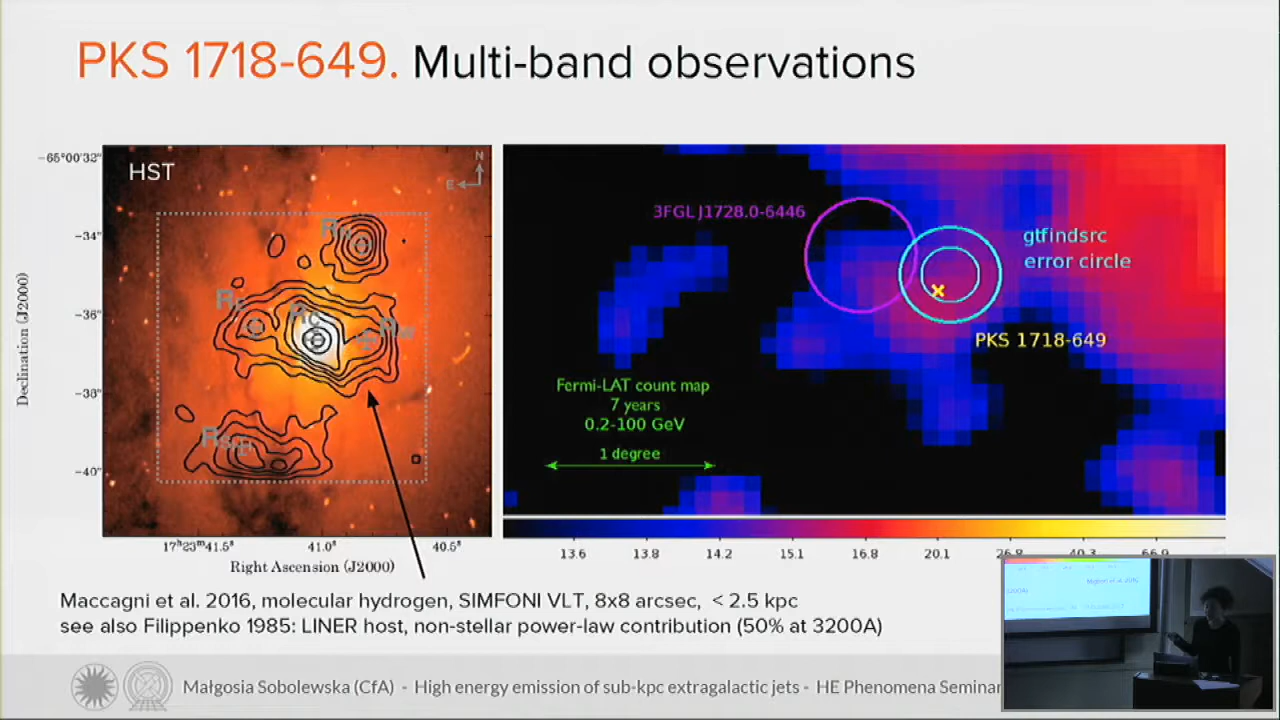 PKS 1718-649. Multi-band observations
HST
N
E
−65°00'32"
−34"
−36"
−38"
−40"
Declination (J2000)
17ʰ23ᵐ41.5ˢ
41.0ˢ
40.5ˢ
Right Ascension (J2000)
3FGL J1728.0-6446
gtfindsrc
error circle
PKS 1718-649
Fermi-LAT count map
7 years
0.2-100 GeV
1 degree
13.6 13.8 14.2 15.1 16.8 20.1 26.8 40.3 66.9
Maccagni et al. 2016, molecular hydrogen, SIMFONI VLT, 8x8 arcsec, < 2.5 kpc
see also Filippenko 1985: LINER host, non-stellar power-law contribution (50% at 3200A)
Małgosia Sobolewska (CfA) - High energy emission of sub-kpc extragalactic jets - HE Phenomena Seminar